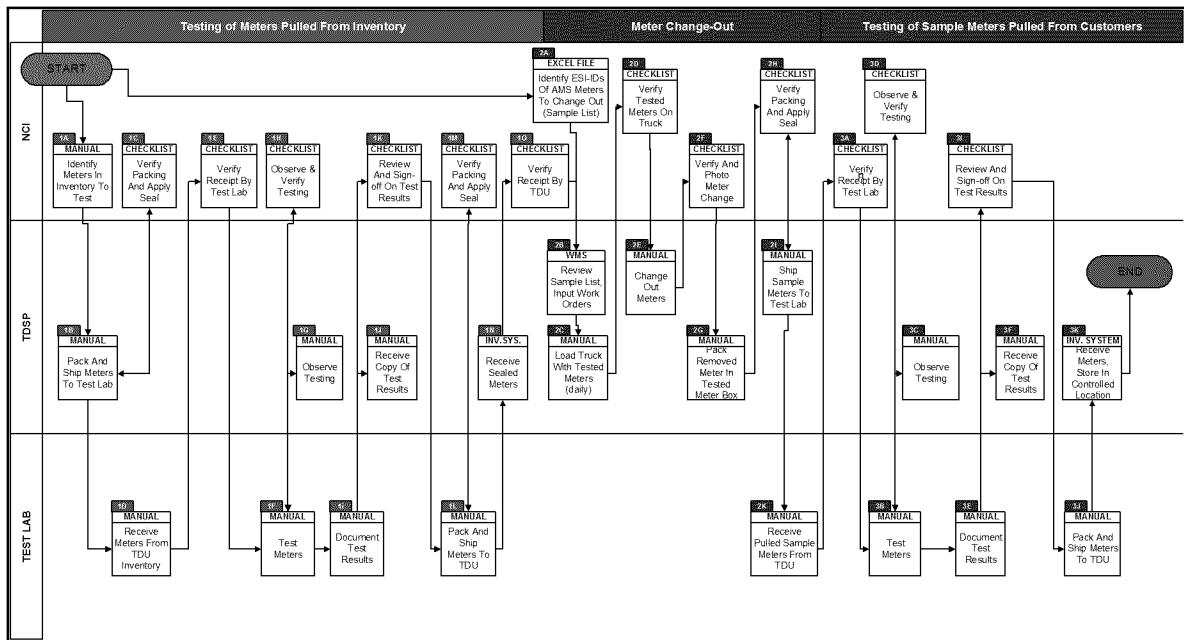 Testing of Meters Pulled From Inventory
Meter Change-Out
Testing of Sample Meters Pulled From Customers
NCI
START
2A
EXCEL FILE
Identify ESI-IDs
Of AMS Meters
To Change Out
(Sample List)
2D
CHECKLIST
Verify
Tested
Meters On
Truck
2H
CHECKLIST
Verify
Packing
And Apply
Seal
3D
CHECKLIST
Observe &
Verify
Testing
1A
MANUAL
Identify
Meters In
Inventory To
Test
1C
CHECKLIST
Verify
Packing
And Apply
Seal
1E
CHECKLIST
Verify
Receipt By
Test Lab
1H
CHECKLIST
Observe &
Verify
Testing
1K
CHECKLIST
Review
And Sign-
off On Test
Results
1M
CHECKLIST
Verify
Packing
And Apply
Seal
1O
CHECKLIST
Verify
Receipt By
TDU
2F
CHECKLIST
Verify And
Photo
Meter
Change
3A
CHECKLIST
Verify
Receipt By
Test Lab
3I
CHECKLIST
Review And
Sign-off On
Test Results
TDSP
2B
WMS
Review
Sample List,
Input Work
Orders
2E
MANUAL
Change
Out
Meters
2I
MANUAL
Ship
Sample
Meters To
Test Lab
END
1B
MANUAL
Pack And
Ship Meters
To Test Lab
1G
MANUAL
Observe
Testing
1J
MANUAL
Receive
Copy Of
Test
Results
1N
INV.SYS.
Receive
Sealed
Meters
2C
MANUAL
Load Truck
With Tested
Meters
(daily)
2G
MANUAL
Pack
Removed
Meter In
Tested
Meter Box
3C
MANUAL
Observe
Testing
3F
MANUAL
Receive
Copy Of
Test
Results
3K
INV. SYSTEM
Receive
Meters,
Store In
Controlled
Location
TEST LAB
1D
MANUAL
Receive
Meters From
TDU
Inventory
1F
MANUAL
Test
Meters
MANUAL
Document
Test
Results
1L
MANUAL
Pack And
Ship
Meters To
TDU
2K
MANUAL
Receive
Pulled Sample
Meters From
TDU
3B
MANUAL
Test
Meters
3E
MANUAL
Document
Test
Results
3J
MANUAL
Pack And
Ship Meters
To TDU